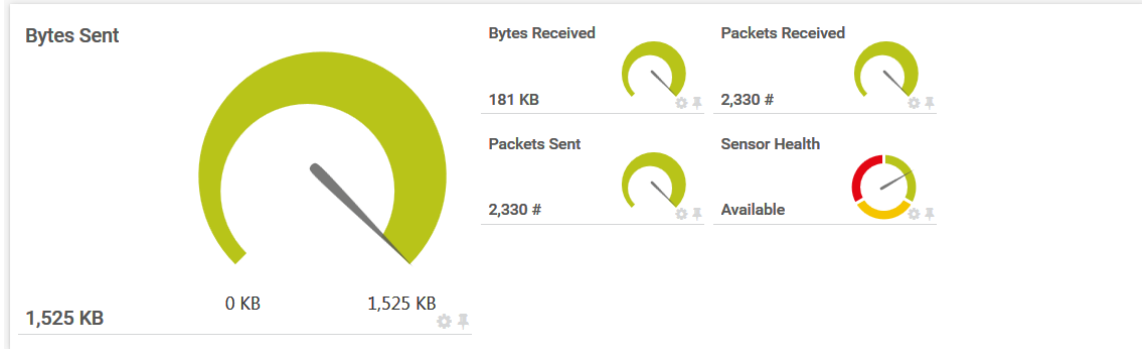 Bytes Sent
0 KB
1,525 KB
1,525 KB
Bytes Received
181 KB
Packets Received
2,330 #
Packets Sent
2,330 #
Sensor Health
Available